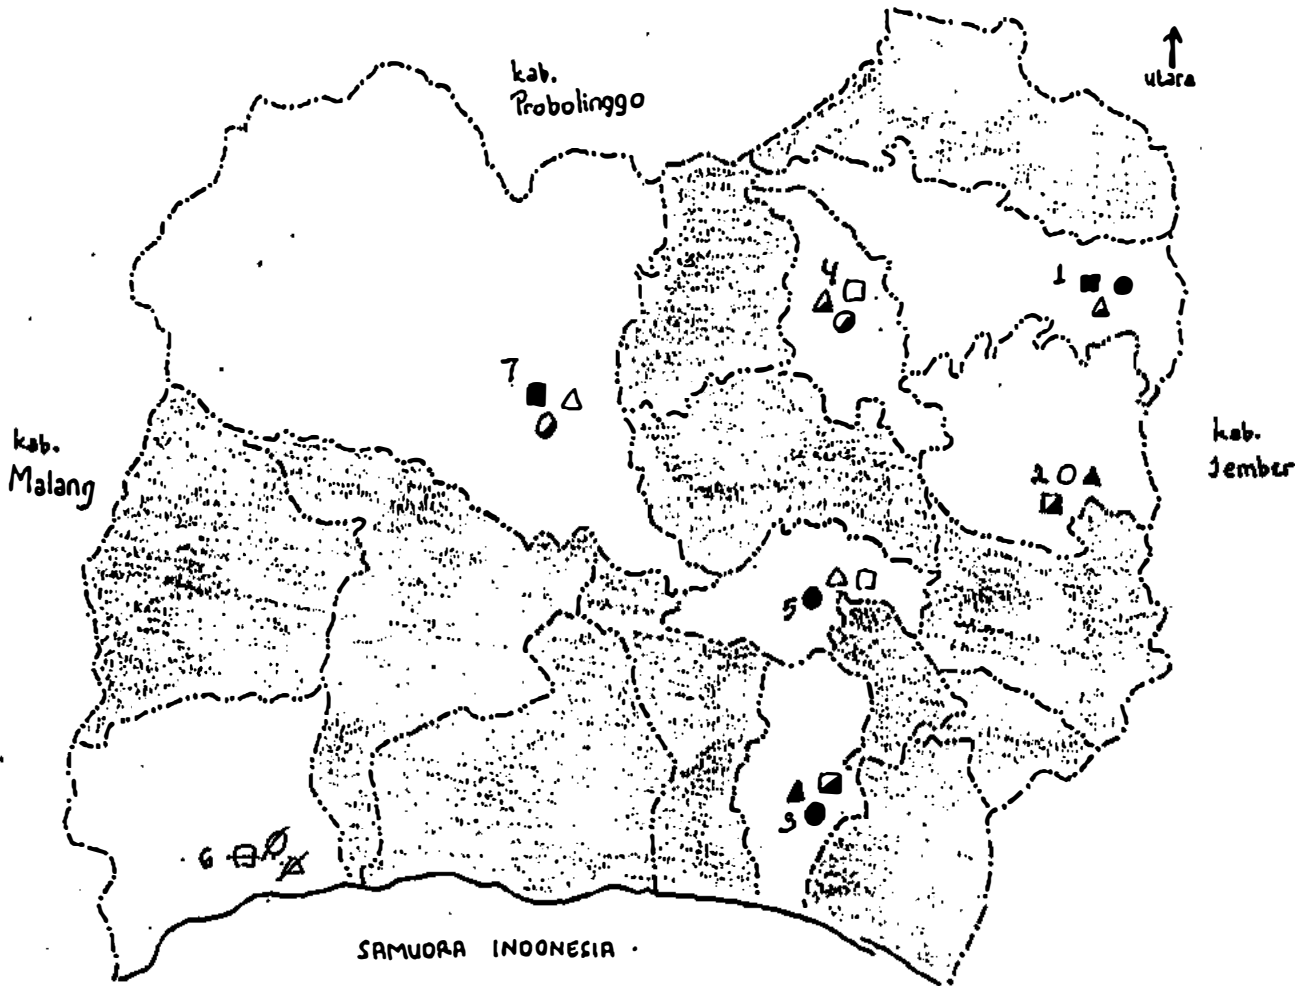 kab.
Probolinggo
utara
4
1
7
kab.
Malang
kab.
Jember
2
5
3
6
SAMUDRA INDONESIA